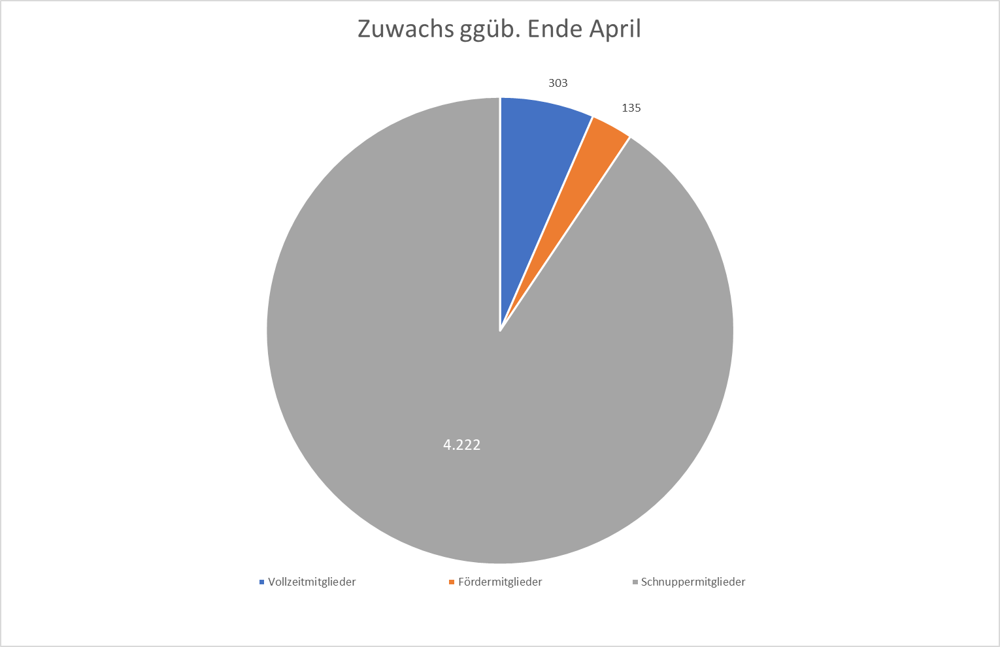 Zuwachs ggüb. Ende April
303
135
4.222
Vollzeitmitglieder
Fördermitglieder
Schnuppermitglieder